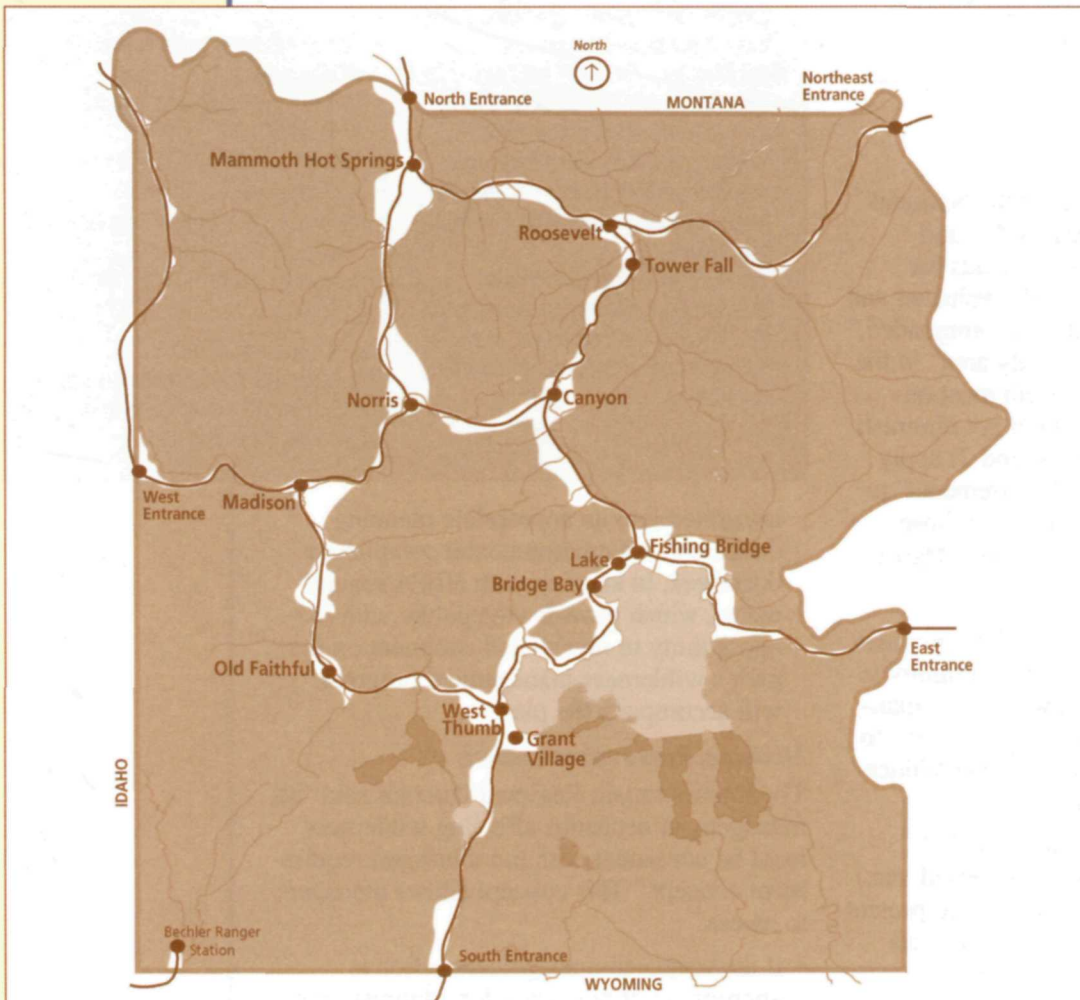 North
Northeast
Entrance
North Entrance
MONTANA
Mammoth Hot Springs
Roosevelt
Tower Fall
Norris
Canyon
West
Entrance
Madison
Fishing Bridge
Lake
Bridge Bay
East
Entrance
Old Faithful
West
Thumb
Grant
Village
IDAHO
Bechler Ranger
Station
South Entrance
WYOMING